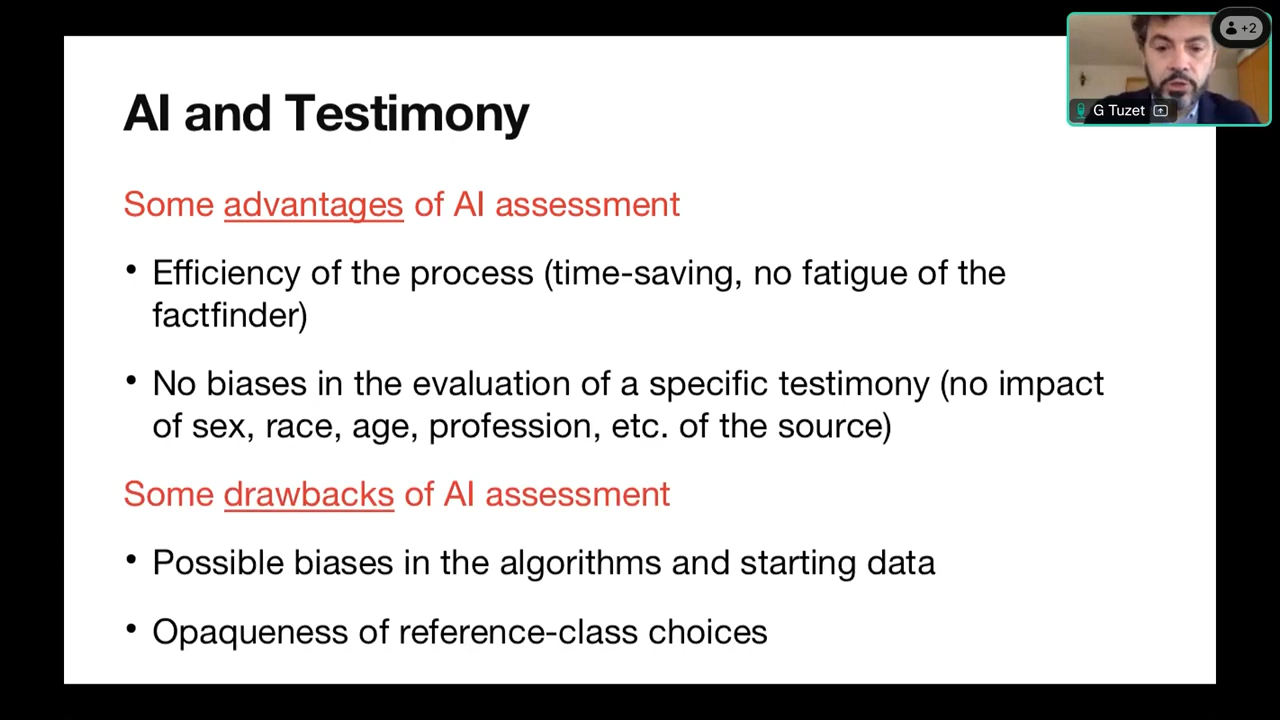 AI and Testimony
Some advantages of AI assessment
• Efficiency of the process (time-saving, no fatigue of the
factfinder)
• No biases in the evaluation of a specific testimony (no impact
of sex, race, age, profession, etc. of the source)
Some drawbacks of AI assessment
• Possible biases in the algorithms and starting data
• Opaqueness of reference-class choices
+2
G Tuzet